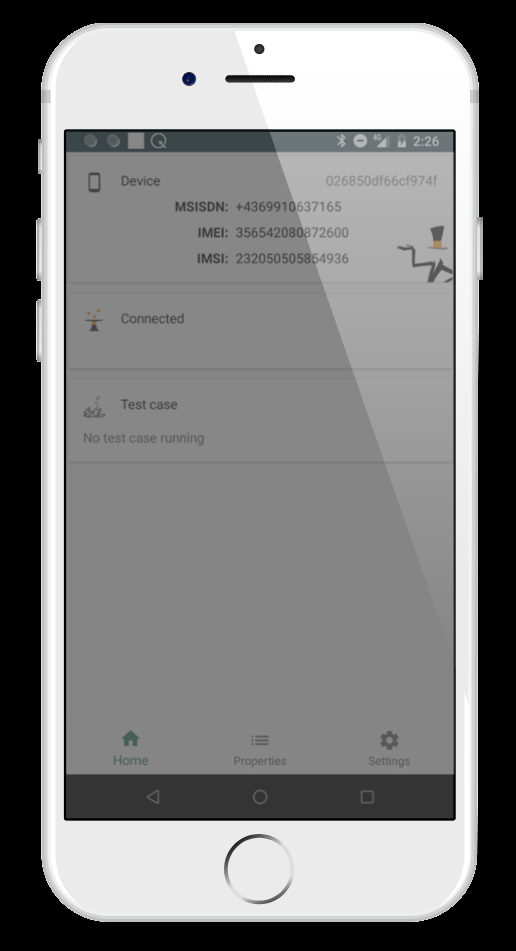 4G 2:26
Device 026850df66cf974f
MSISDN: +4369910637165
IMEI: 356542080872600
IMSI: 232050505854936
Connected
Test case
No test case running
Home Properties Settings